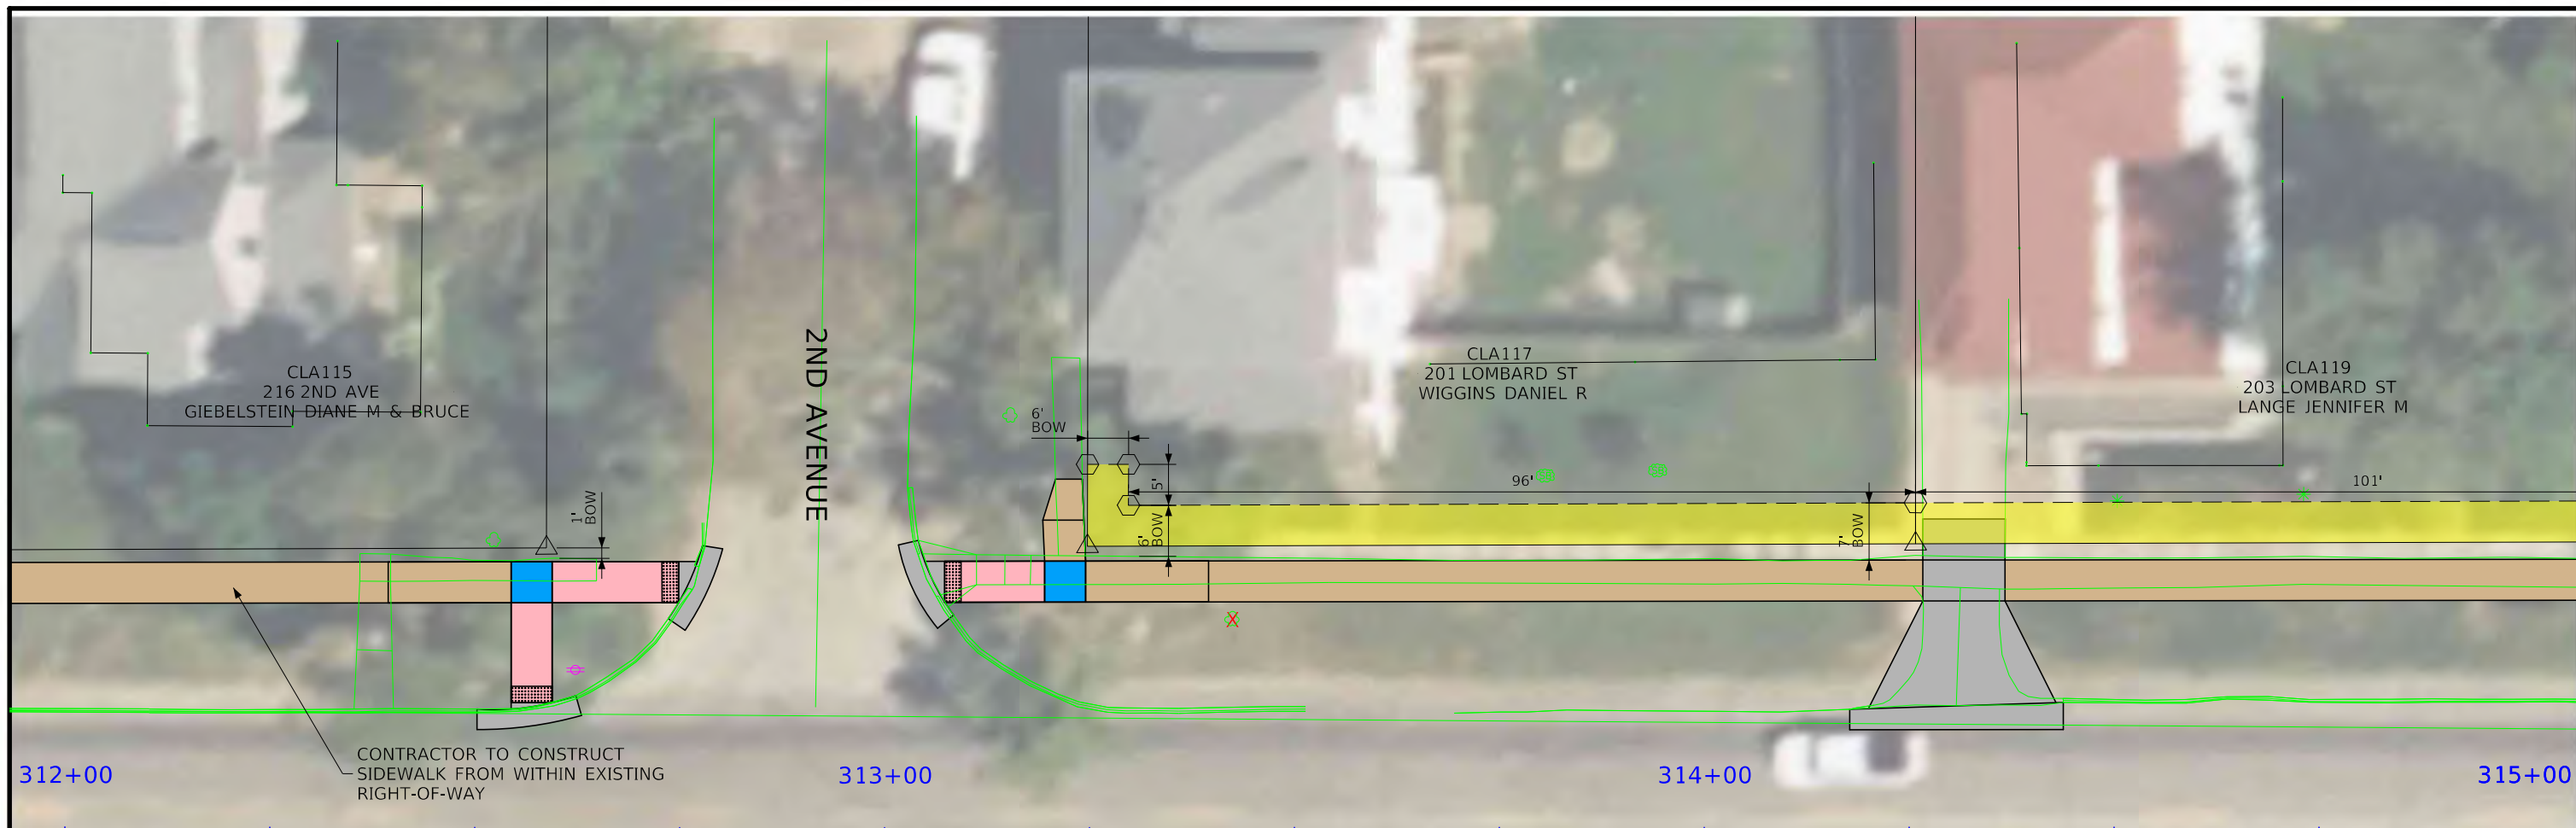 CLA115
216 2ND AVE
GIEBELSTEIN DIANE M & BRUCE
1'
BOW
2ND AVENUE
6'
BOW
5'
6'
BOW
CLA117
201 LOMBARD ST
WIGGINS DANIEL R
96'
7'
BOW
CLA119
203 LOMBARD ST
LANGE JENNIFER M
101'
X
CONTRACTOR TO CONSTRUCT
SIDEWALK FROM WITHIN EXISTING
RIGHT-OF-WAY
312+00
313+00
314+00
315+00